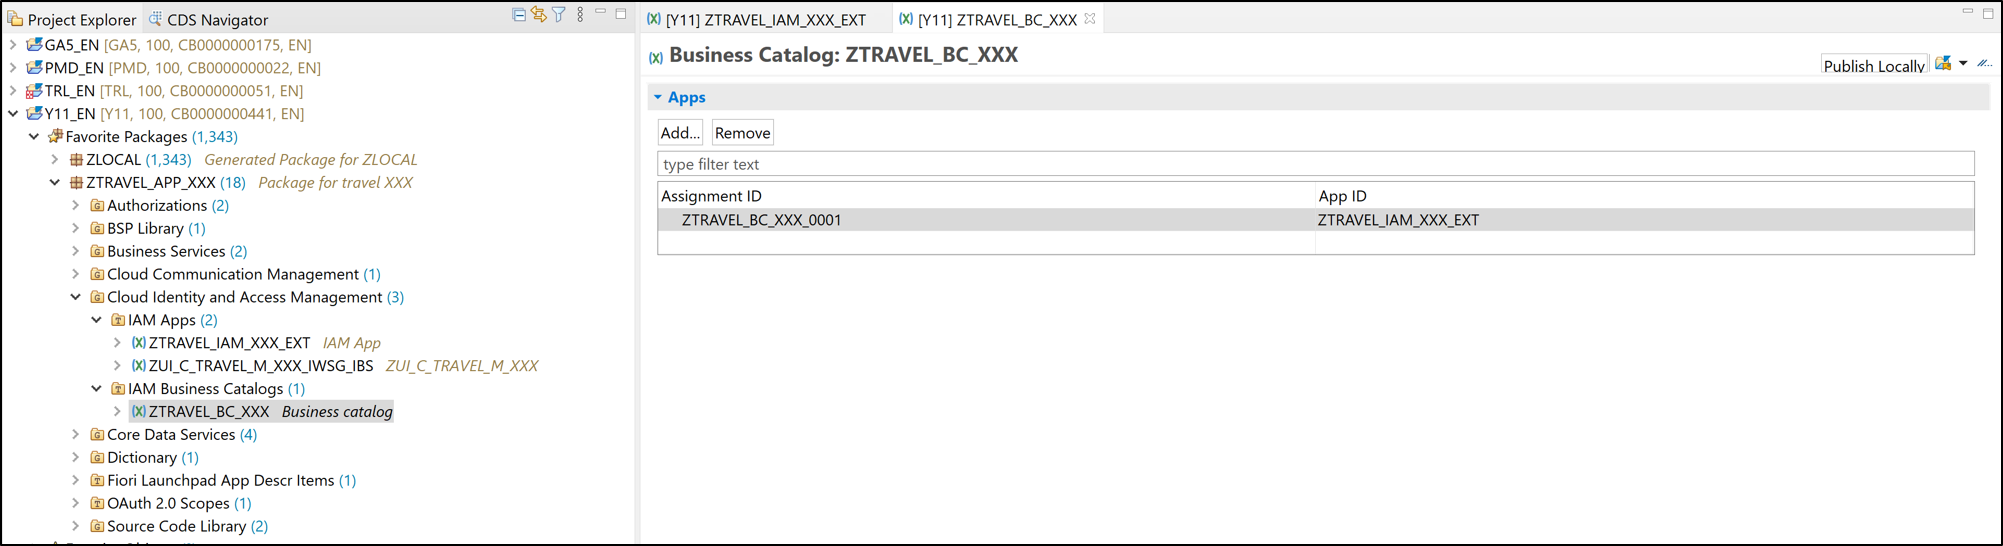 Project Explorer CDS Navigator
GA5_EN [GA5, 100, CB0000000175, EN]
PMD_EN [PMD, 100, CB0000000022, EN]
TRL_EN [TRL, 100, CB0000000051, EN]
Y11_EN [Y11, 100, CB0000000441, EN]
Favorite Packages (1,343)
ZLOCAL (1,343) Generated Package for ZLOCAL
ZTRAVEL_APP_XXX (18) Package for travel XXX
Authorizations (2)
BSP Library (1)
Business Services (2)
Cloud Communication Management (1)
Cloud Identity and Access Management (3)
IAM Apps (2)
ZTRAVEL_IAM_XXX_EXT IAM App
ZUI_C_TRAVEL_M_XXX_IWSG_IBS ZUI_C_TRAVEL_M_XXX
IAM Business Catalogs (1)
ZTRAVEL_BC_XXX Business catalog
Core Data Services (4)
Dictionary (1)
Fiori Launchpad App Descr Items (1)
OAuth 2.0 Scopes (1)
Source Code Library (2)
[Y11] ZTRAVEL_IAM_XXX_EXT [Y11] ZTRAVEL_BC_XXX
Business Catalog: ZTRAVEL_BC_XXX
Publish Locally
Apps
Add... Remove
type filter text
Assignment ID App ID
ZTRAVEL_BC_XXX_0001 ZTRAVEL_IAM_XXX_EXT